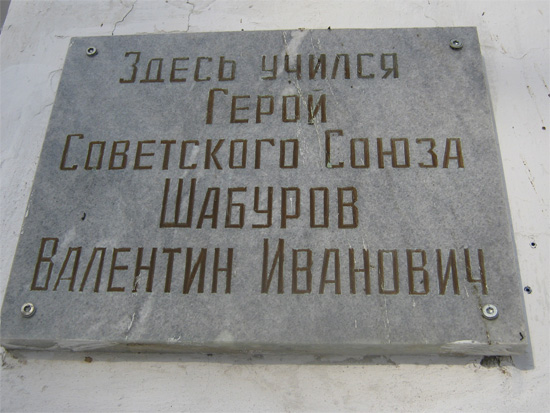 Здесь учился
Герой
Советского Союза
Шабуров
Валентин Иванович